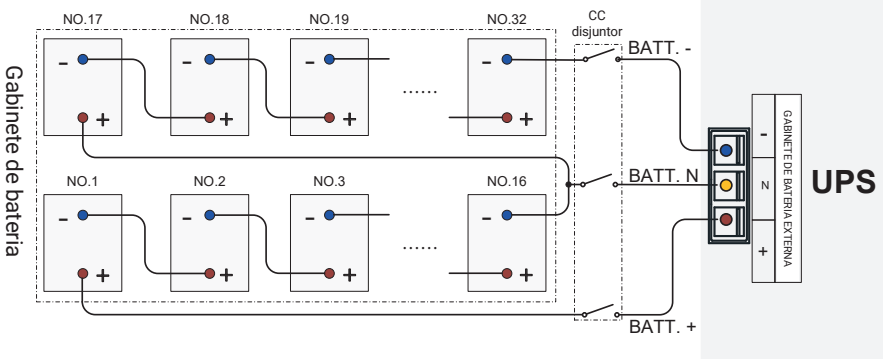 NO.17
NO.18
NO.19
NO.32
CC
disjuntor
BATT. -
- + - + - + - +
......
Gabinete de bateria
NO.1
NO.2
NO.3
NO.16
BATT. N
- + - + - + - +
......
BATT. +
-
N
+
GABINETE DE BATERIA EXTERNA
UPS